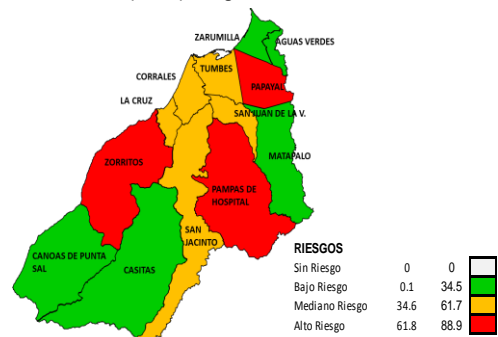 ZARUMILLA
AGUAS VERDES
TUMBES
CORRALES
PAPAYAL
LA CRUZ
SAN JUAN DE LA V.
ZORRITOS
MATAPALO
PAMPAS DE
HOSPITAL
SAN
JACINTO
CANOAS DE PUNTA
SAL
CASITAS
RIESGOS
Sin Riesgo 0 0
Bajo Riesgo 0.1 34.5
Mediano Riesgo 34.6 61.7
Alto Riesgo 61.8 88.9